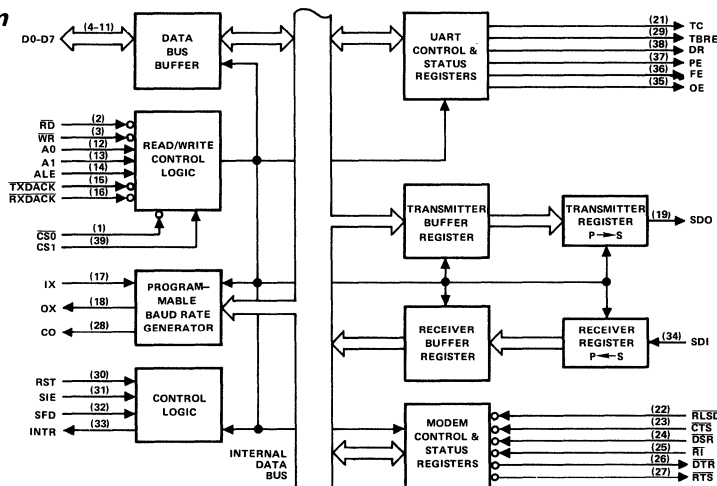 m
D0–D7
(4–11)
DATA
BUS
BUFFER
RD
(2)
WR
(3)
A0
(12)
A1
(13)
ALE
(14)
TXDACK
(15)
RXDACK
(16)
READ/WRITE
CONTROL
LOGIC
CS0
(1)
CS1
(39)
IX
(17)
OX
(18)
CO
(28)
PROGRAM–
MABLE
BAUD RATE
GENERATOR
RST
(30)
SIE
(31)
SFD
(32)
INTR
(33)
CONTROL
LOGIC
INTERNAL
DATA
BUS
UART
CONTROL &
STATUS
REGISTERS
(21)
TC
(29)
TBRE
(38)
DR
(37)
PE
(36)
FE
(35)
OE
TRANSMITTER
BUFFER
REGISTER
TRANSMITTER
REGISTER
P→S
(19)
SDO
RECEIVER
BUFFER
REGISTER
RECEIVER
REGISTER
P←S
(34)
SDI
MODEM
CONTROL &
STATUS
REGISTERS
(22)
RLSD
(23)
CTS
(24)
DSR
(25)
RI
(26)
DTR
(27)
RTS